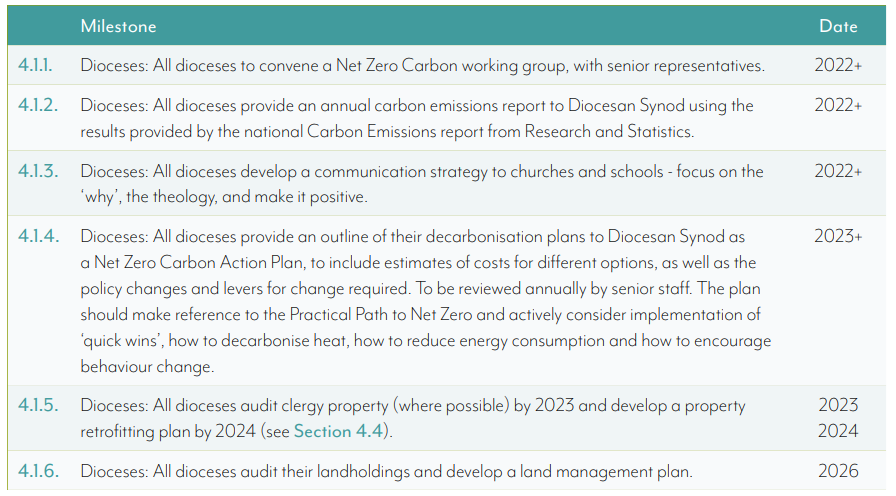 Milestone Date
4.1.1. Dioceses: All dioceses to convene a Net Zero Carbon working group, with senior representatives. 2022+
4.1.2. Dioceses: All dioceses provide an annual carbon emissions report to Diocesan Synod using the 2022+
results provided by the national Carbon Emissions report from Research and Statistics.
4.1.3. Dioceses: All dioceses develop a communication strategy to churches and schools - focus on the 2022+
‘why’, the theology, and make it positive.
4.1.4. Dioceses: All dioceses provide an outline of their decarbonisation plans to Diocesan Synod as 2023+
a Net Zero Carbon Action Plan, to include estimates of costs for different options, as well as the
policy changes and levers for change required. To be reviewed annually by senior staff. The plan
should make reference to the Practical Path to Net Zero and actively consider implementation of
‘quick wins’, how to decarbonise heat, how to reduce energy consumption and how to encourage
behaviour change.
4.1.5. Dioceses: All dioceses audit clergy property (where possible) by 2023 and develop a property 2023
retrofitting plan by 2024 (see Section 4.4). 2024
4.1.6. Dioceses: All dioceses audit their landholdings and develop a land management plan. 2026